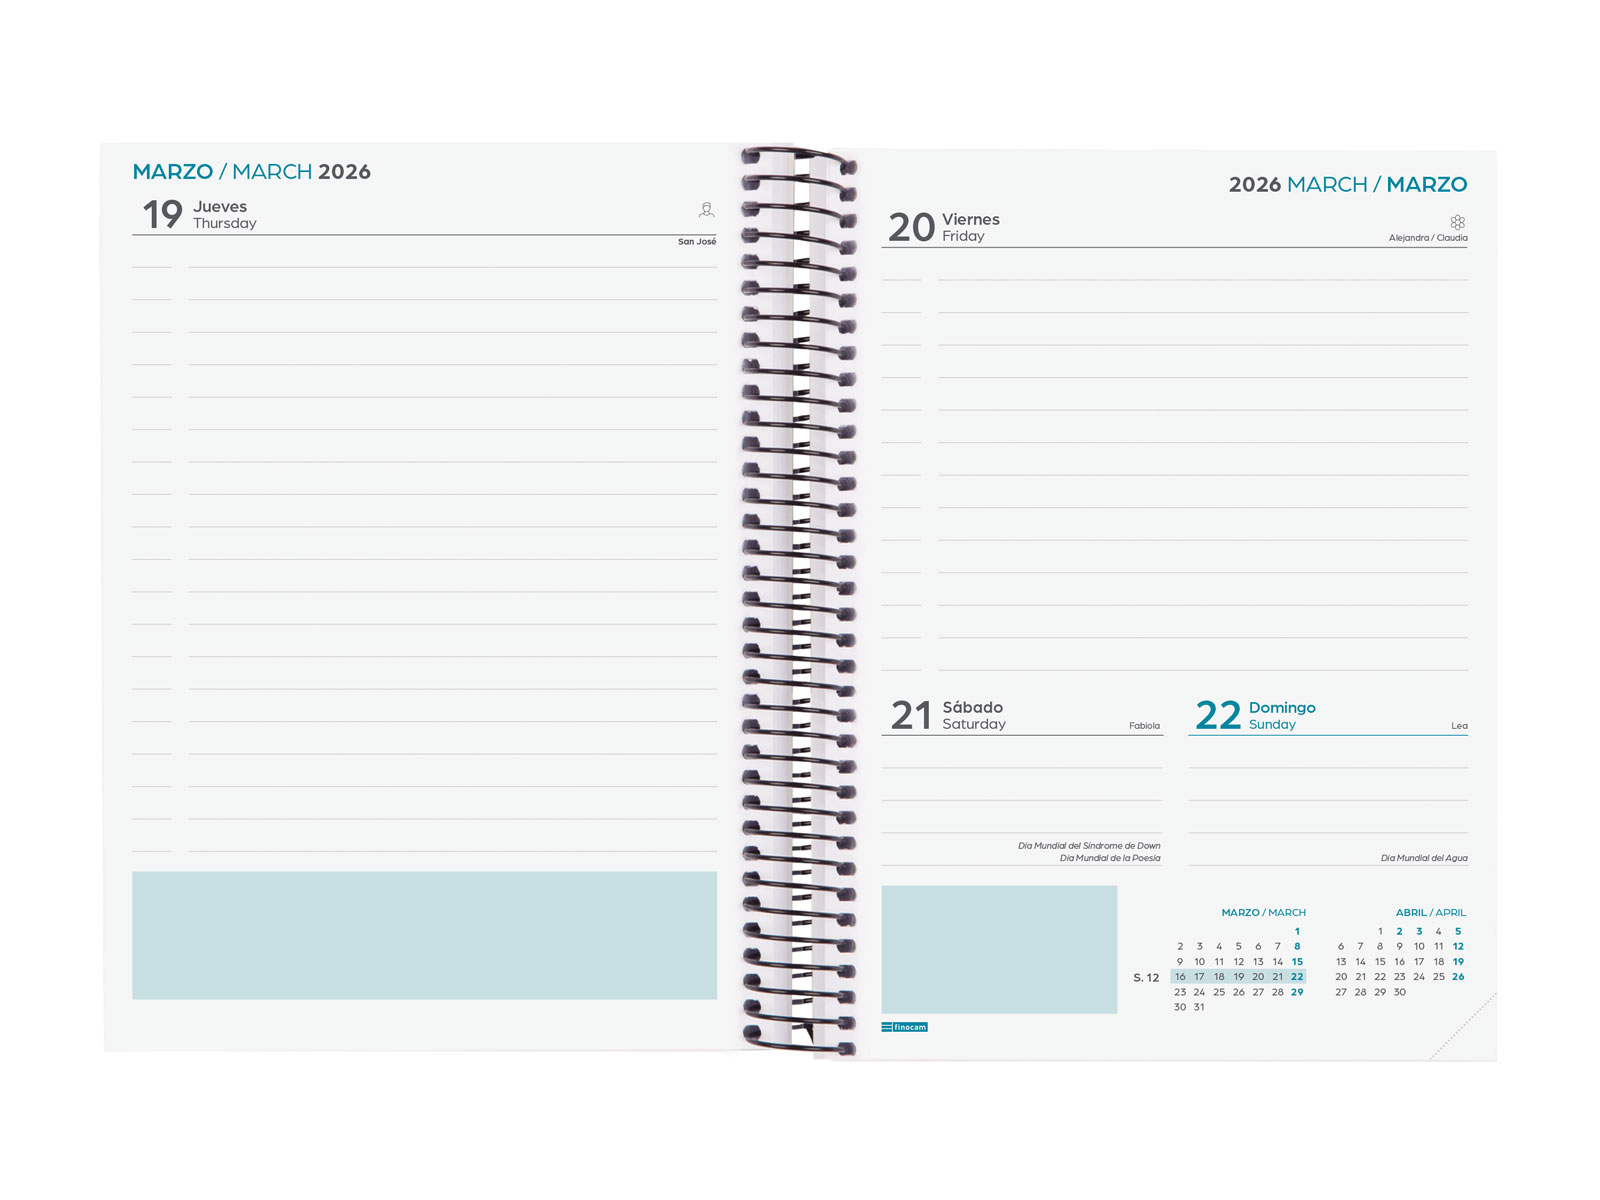 MARZO / MARCH 2026
19 Jueves
Thursday
San José
2026 MARCH / MARZO
20 Viernes
Friday
Alejandra / Claudia
21 Sábado
Saturday
Fabiola
Día Mundial del Síndrome de Down
Día Mundial de la Poesía
22 Domingo
Sunday
Lea
Día Mundial del Agua
MARZO / MARCH
1
2 3 4 5 6 7 8
9 10 11 12 13 14 15
S. 12 16 17 18 19 20 21 22
23 24 25 26 27 28 29
30 31
ABRIL / APRIL
1 2 3 4 5
6 7 8 9 10 11 12
13 14 15 16 17 18 19
20 21 22 23 24 25 26
27 28 29 30
finocam